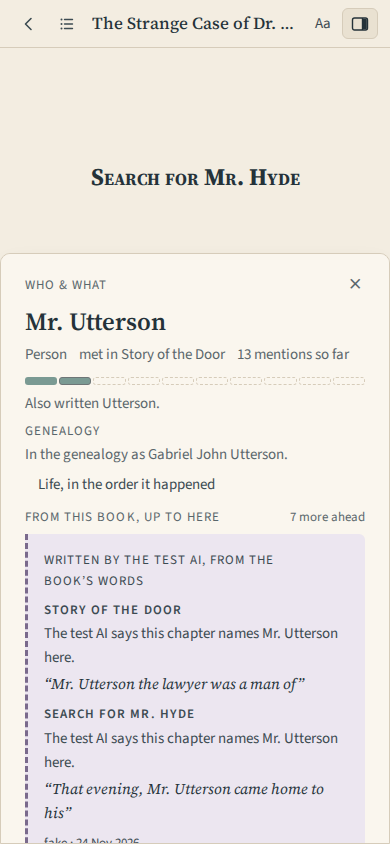 The Strange Case of Dr. ...
Aa
Search for Mr. Hyde
WHO & WHAT
Mr. Utterson
Person met in Story of the Door 13 mentions so far
Also written Utterson.
GENEALOGY
In the genealogy as Gabriel John Utterson.
Life, in the order it happened
FROM THIS BOOK, UP TO HERE 7 more ahead
WRITTEN BY THE TEST AI, FROM THE
BOOK’S WORDS
STORY OF THE DOOR
The test AI says this chapter names Mr. Utterson
here.
“Mr. Utterson the lawyer was a man of”
SEARCH FOR MR. HYDE
The test AI says this chapter names Mr. Utterson
here.
“That evening, Mr. Utterson came home to
his”
fake · 24 Nov 2026